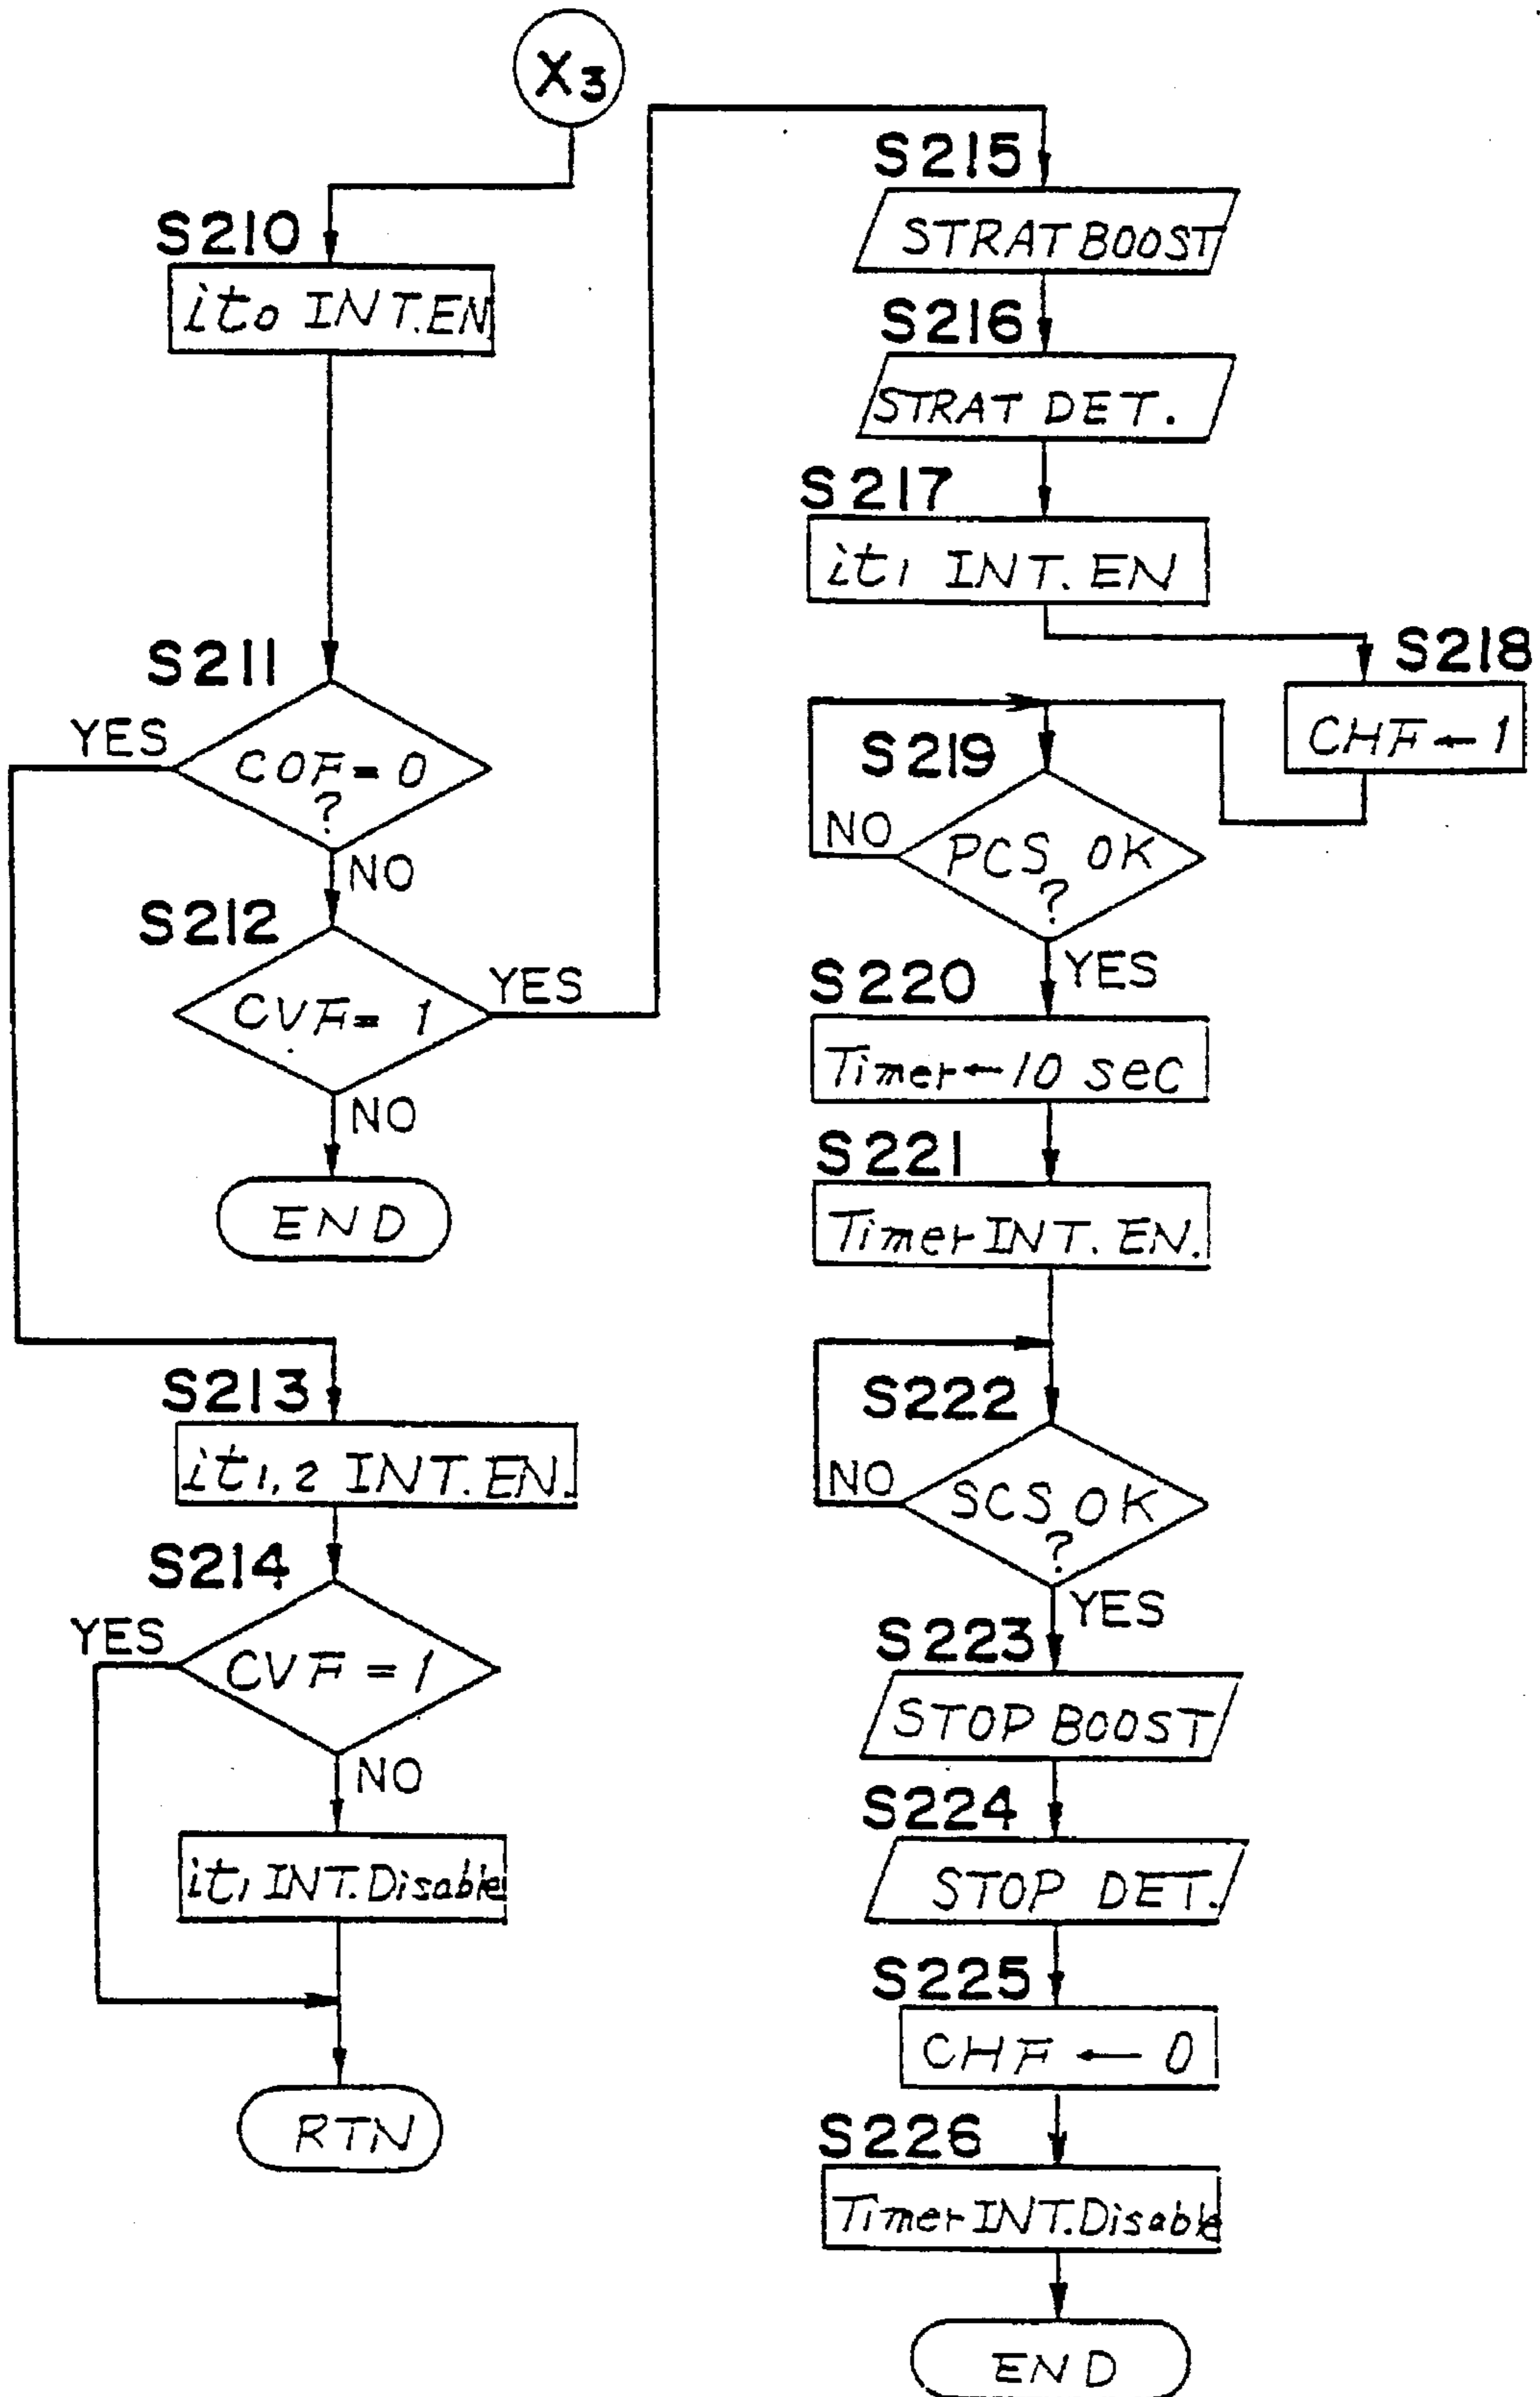 X3
S210
it0 INT.EN
S211
YES
COF=0
?
NO
S212
YES
CVF=1
NO
END
S213
it1,2 INT.EN.
S214
YES
CVF=1
NO
it1 INT.Disable
RTN
S215
STRAT BOOST
S216
STRAT DET.
S217
it1 INT.EN
S218
CHF←1
S219
NO
PCS OK
?
YES
S220
Timer←10 sec
S221
Timer INT.EN.
S222
NO
SCS OK
?
YES
S223
STOP BOOST
S224
STOP DET.
S225
CHF←0
S226
Timer INT.Disable
END